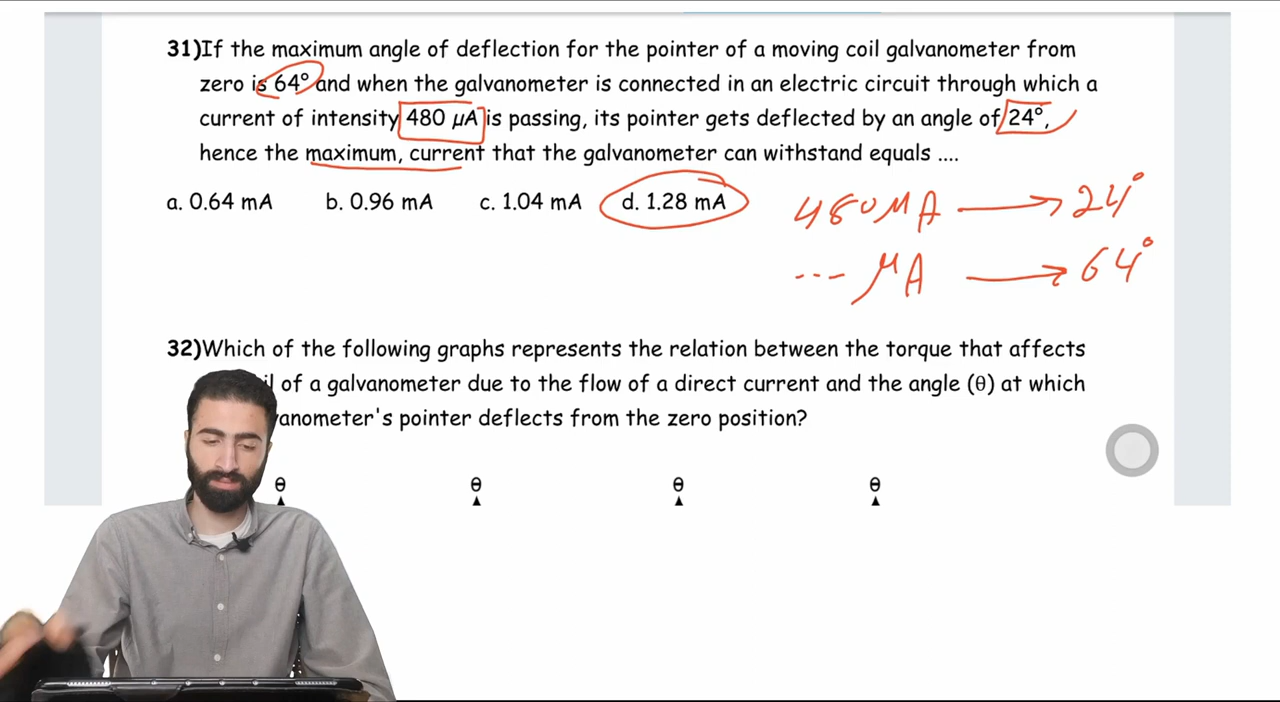 31)If the maximum angle of deflection for the pointer of a moving coil galvanometer from
zero is 64° and when the galvanometer is connected in an electric circuit through which a
current of intensity 480 μA is passing, its pointer gets deflected by an angle of 24°,
hence the maximum, current that the galvanometer can withstand equals ....
a. 0.64 mA b. 0.96 mA c. 1.04 mA d. 1.28 mA
480 μA → 24°
... μA → 64°
32)Which of the following graphs represents the relation between the torque that affects
of a galvanometer due to the flow of a direct current and the angle (θ) at which
pointer deflects from the zero position?
θ θ θ θ